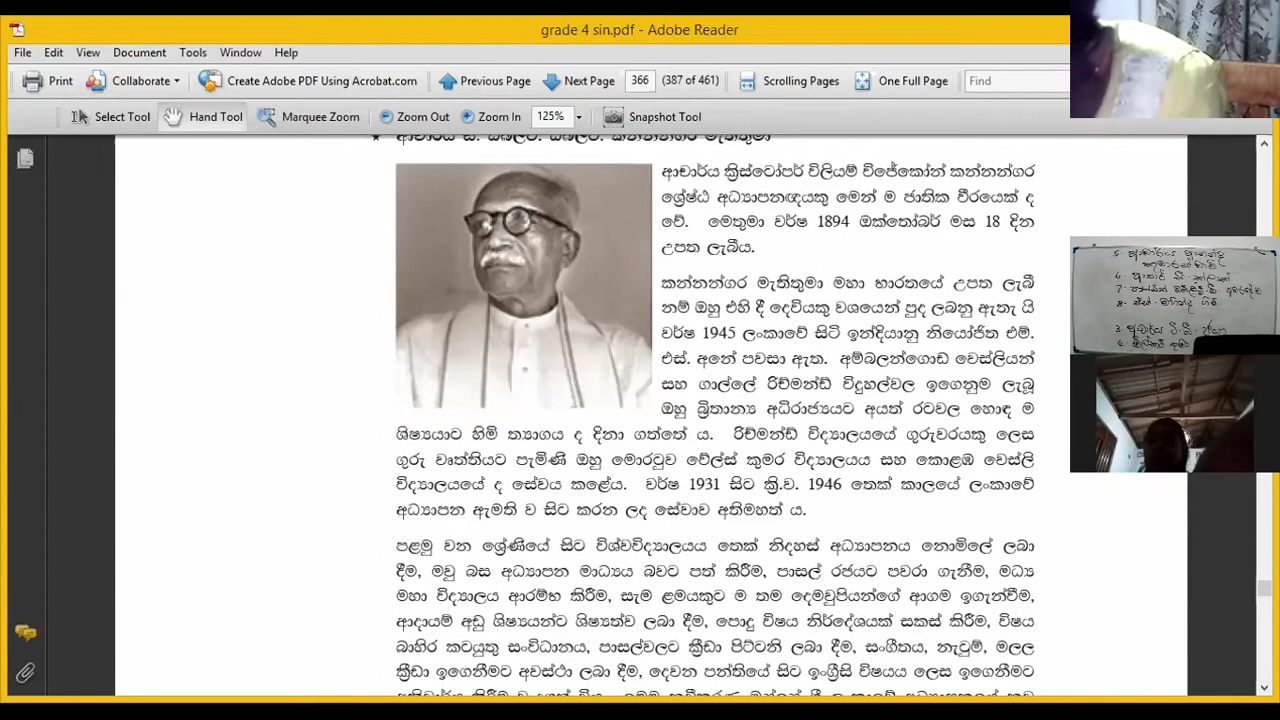 grade 4 sin.pdf - Adobe Reader
File Edit View Document Tools Window Help
Print Collaborate Create Adobe PDF Using Acrobat.com Previous Page Next Page 366 (387 of 461) Scrolling Pages One Full Page Find
Select Tool Hand Tool Marquee Zoom Zoom Out Zoom In 125% Snapshot Tool
කන්නන්ගර මැතිතුමා
ආචාර්ය ක්‍රිස්ටෝපර් විලියම් විජේකෝන් කන්නන්ගර
ශ්‍රේෂ්ඨ අධ්‍යාපනඥයකු මෙන් ම ජාතික වීරයෙක් ද
වේ. මෙතුමා වර්ෂ 1894 ඔක්තෝබර් මස 18 දින
උපත ලැබීය.
කන්නන්ගර මැතිතුමා මහා භාරතයේ උපත ලැබී
නම් ඔහු එහි දී දෙවියකු වශයෙන් පුද ලබනු ඇතැ යි
වර්ෂ 1945 ලංකාවේ සිටි ඉන්දියානු නියෝජිත එම්.
එස්. අනේ පවසා ඇත. අම්බලන්ගොඩ වෙස්ලියන්
සහ ගාල්ලේ රිච්මන්ඩ් විදුහල්වල ඉගෙනුම ලැබූ
ඔහු බ්‍රිතාන්‍ය අධිරාජ්‍යයට අයත් රටවල හොඳ ම
ශිෂ්‍යයාට හිමි ත්‍යාගය ද දිනා ගත්තේ ය. රිච්මන්ඩ් විද්‍යාලයයේ ගුරුවරයකු ලෙස
ගුරු වෘත්තියට පැමිණී ඔහු මොරටුව වේල්ස් කුමර විද්‍යාලයය සහ කොළඹ වෙස්ලි
විද්‍යාලයයේ ද සේවය කළේය. වර්ෂ 1931 සිට ක්‍රි.ව. 1946 තෙක් කාලයේ ලංකාවේ
අධ්‍යාපන ඇමති ව සිට කරන ලද සේවාව අතිමහත් ය.
පළමු වන ශ්‍රේණියේ සිට විශ්වවිද්‍යාලයය තෙක් නිදහස් අධ්‍යාපනය නොමිලේ ලබා
දීම, මවු බස අධ්‍යාපන මාධ්‍යය බවට පත් කිරීම, පාසල් රජයට පවරා ගැනීම, මධ්‍ය
මහා විද්‍යාලය ආරම්භ කිරීම, සැම ළමයකුට ම තම දෙමවුපියන්ගේ ආගම ඉගැන්වීම,
ආදායම් අඩු ශිෂ්‍යයන්ට ශිෂ්‍යත්ව ලබා දීම, පොදු විෂය නිර්දේශයක් සකස් කිරීම, විෂය
බාහිර කටයුතු සංවිධානය, පාසල්වලට ක්‍රීඩා පිට්ටනි ලබා දීම, සංගීතය, නැටුම්, මලල
ක්‍රීඩා ඉගෙනීමට අවස්ථා ලබා දීම, දෙවන පන්තියේ සිට ඉංග්‍රීසි විෂයය ලෙස ඉගෙනීමට